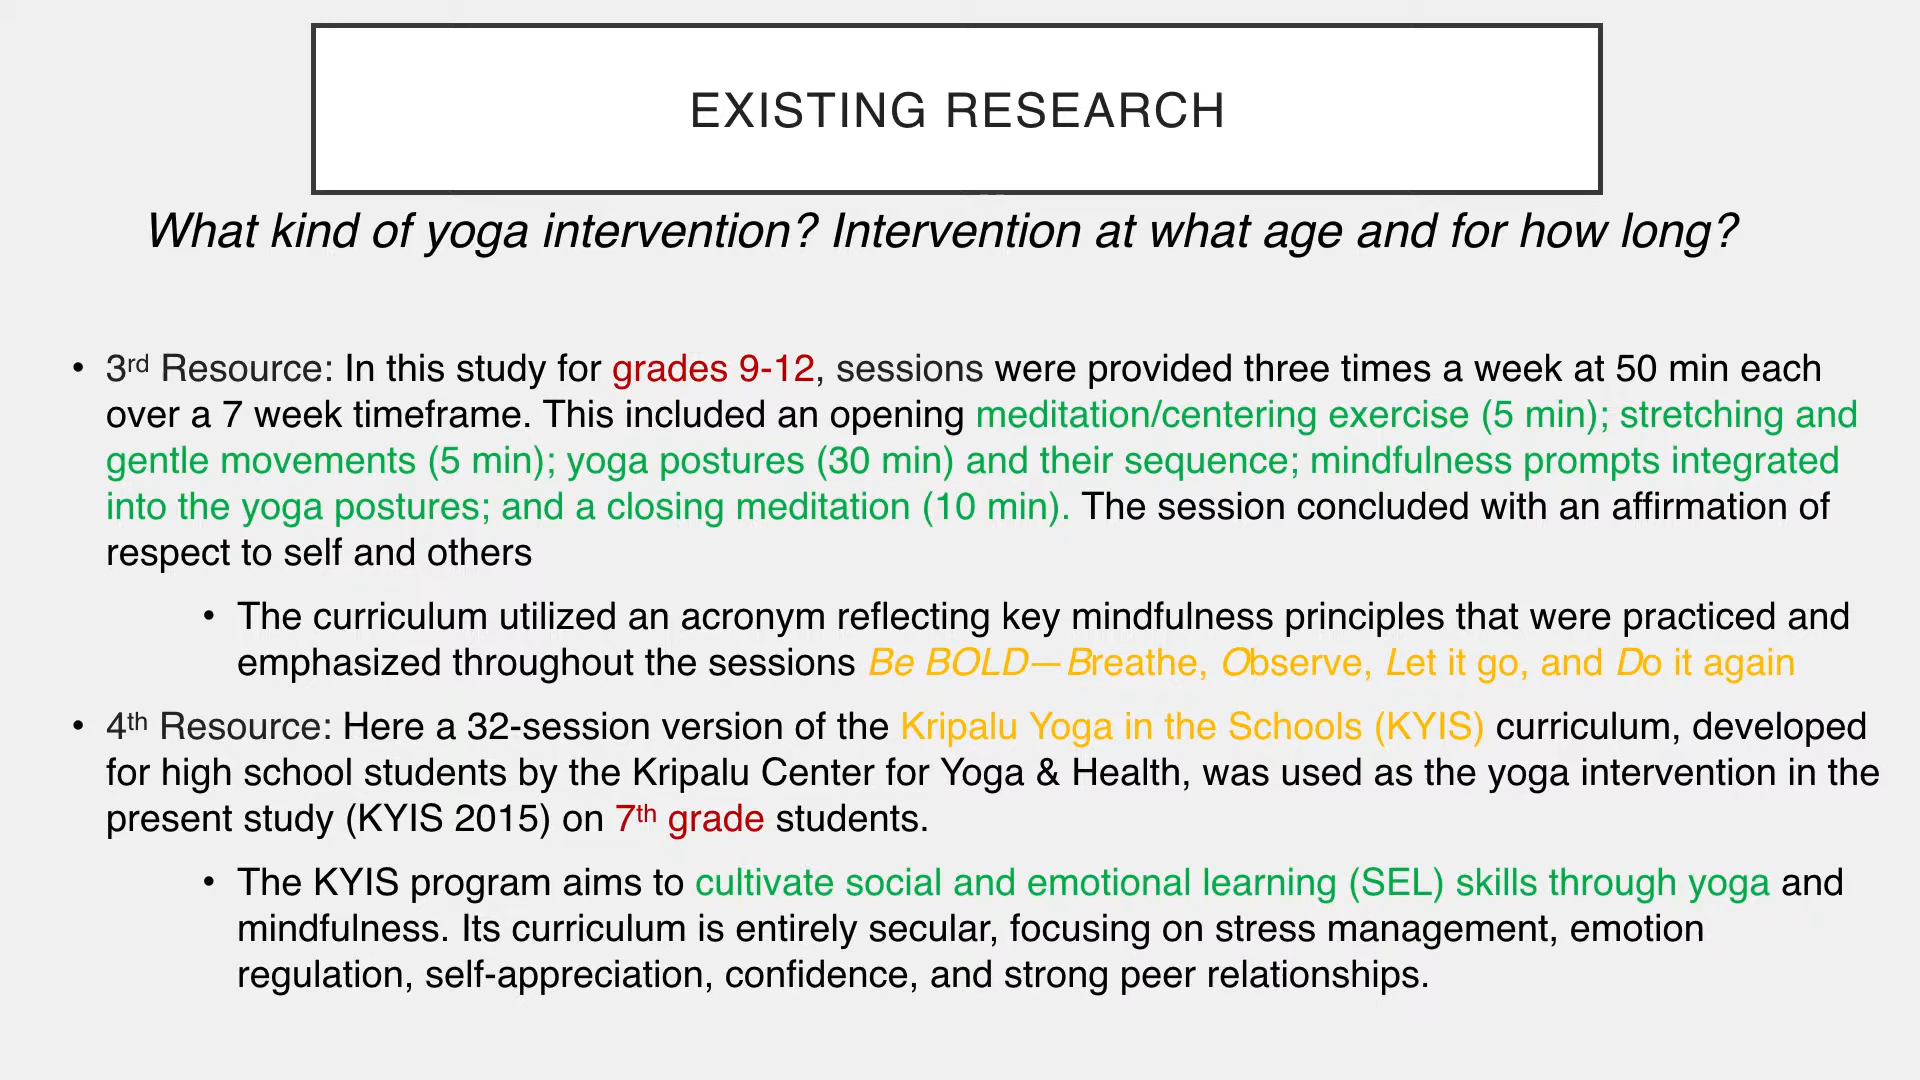 EXISTING RESEARCH
What kind of yoga intervention? Intervention at what age and for how long?
• 3rd Resource: In this study for grades 9-12, sessions were provided three times a week at 50 min each
over a 7 week timeframe. This included an opening meditation/centering exercise (5 min); stretching and
gentle movements (5 min); yoga postures (30 min) and their sequence; mindfulness prompts integrated
into the yoga postures; and a closing meditation (10 min). The session concluded with an affirmation of
respect to self and others
• The curriculum utilized an acronym reflecting key mindfulness principles that were practiced and
emphasized throughout the sessions Be BOLD—Breathe, Observe, Let it go, and Do it again
• 4th Resource: Here a 32-session version of the Kripalu Yoga in the Schools (KYIS) curriculum, developed
for high school students by the Kripalu Center for Yoga & Health, was used as the yoga intervention in the
present study (KYIS 2015) on 7th grade students.
• The KYIS program aims to cultivate social and emotional learning (SEL) skills through yoga and
mindfulness. Its curriculum is entirely secular, focusing on stress management, emotion
regulation, self-appreciation, confidence, and strong peer relationships.